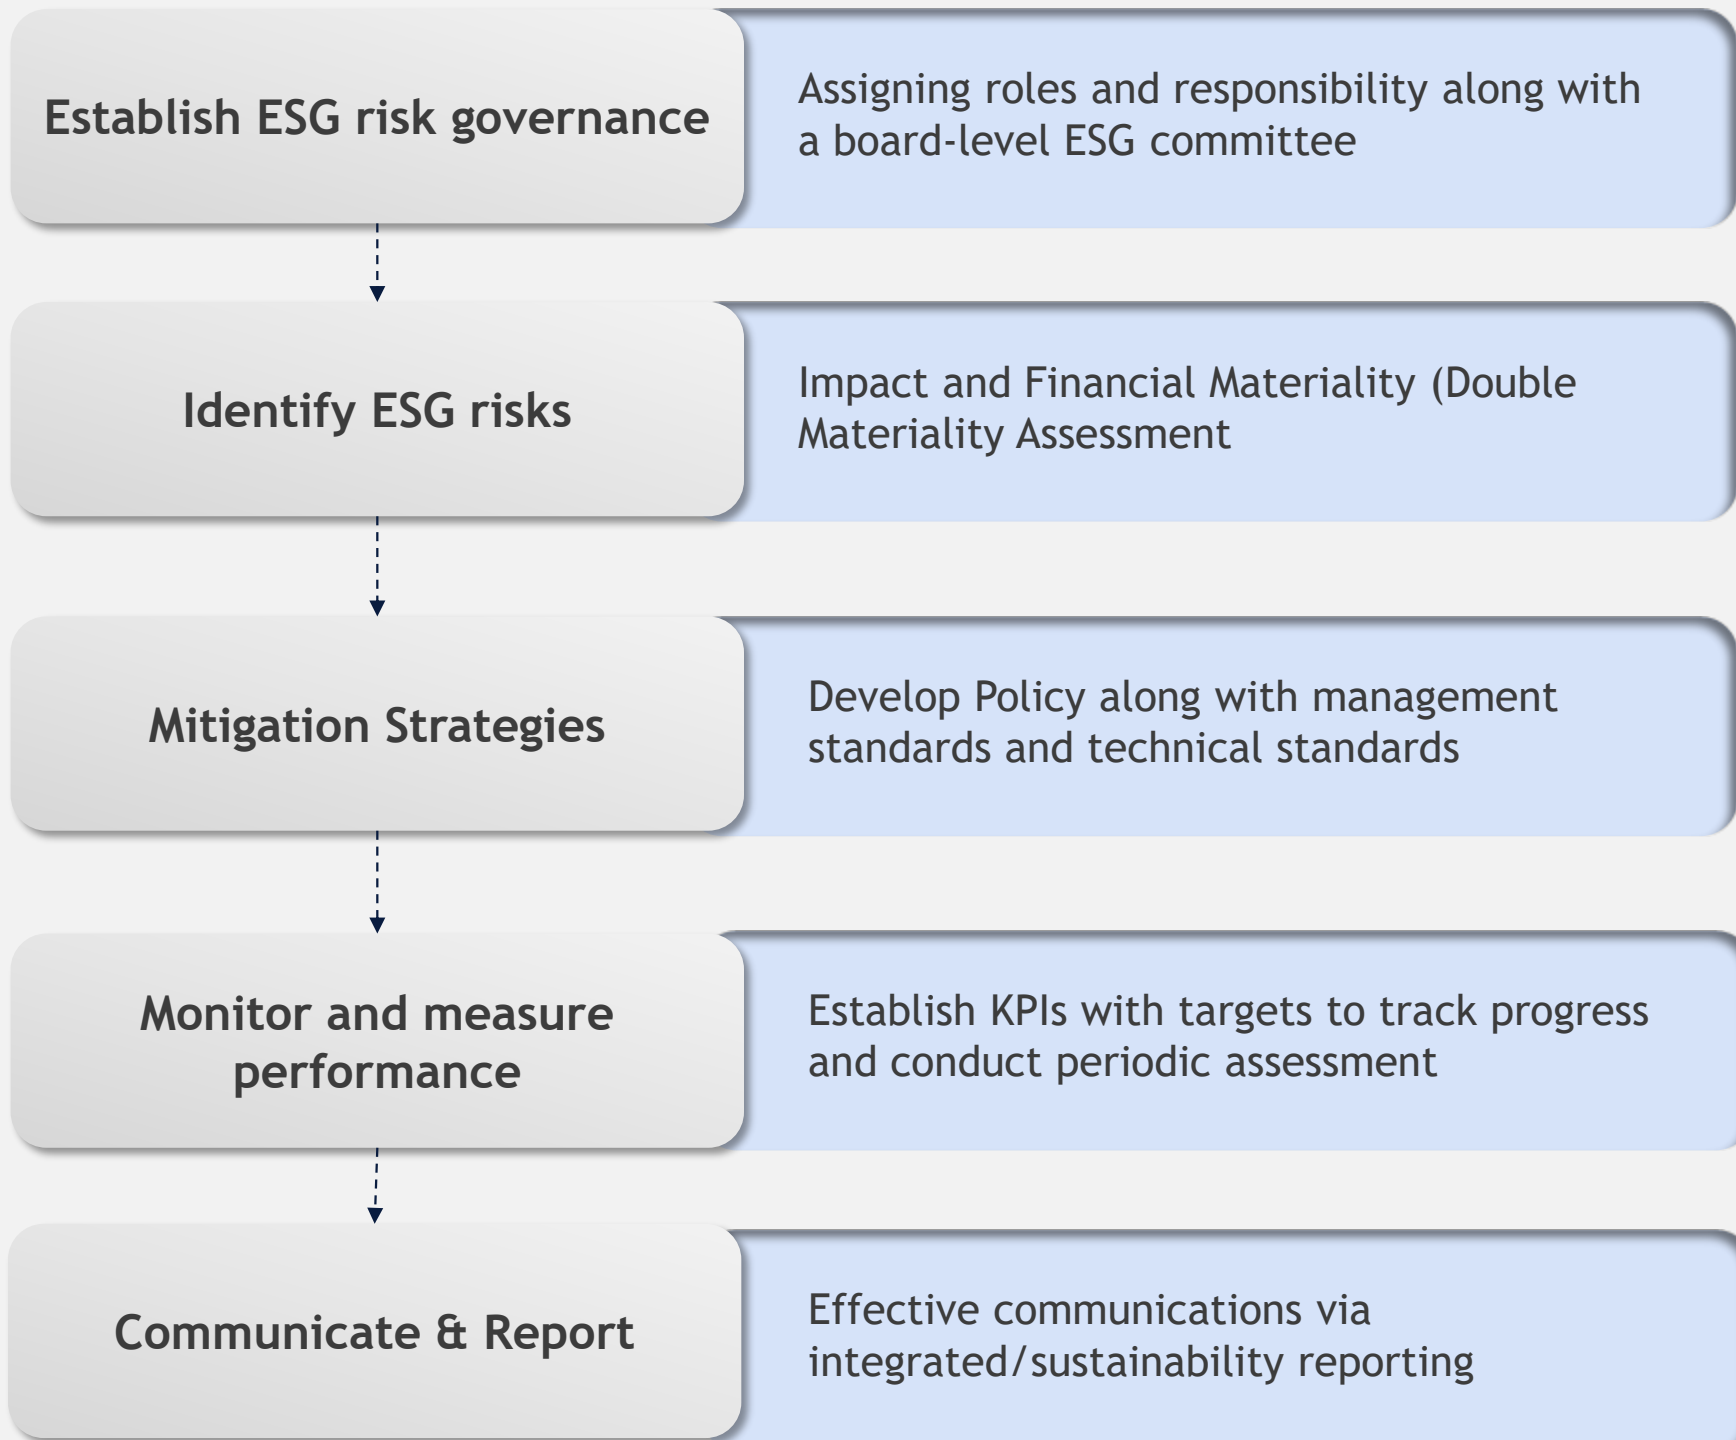 Establish ESG risk governance
Assigning roles and responsibility along with
a board-level ESG committee
Identify ESG risks
Impact and Financial Materiality (Double
Materiality Assessment
Mitigation Strategies
Develop Policy along with management
standards and technical standards
Monitor and measure
performance
Establish KPIs with targets to track progress
and conduct periodic assessment
Communicate & Report
Effective communications via
integrated/sustainability reporting